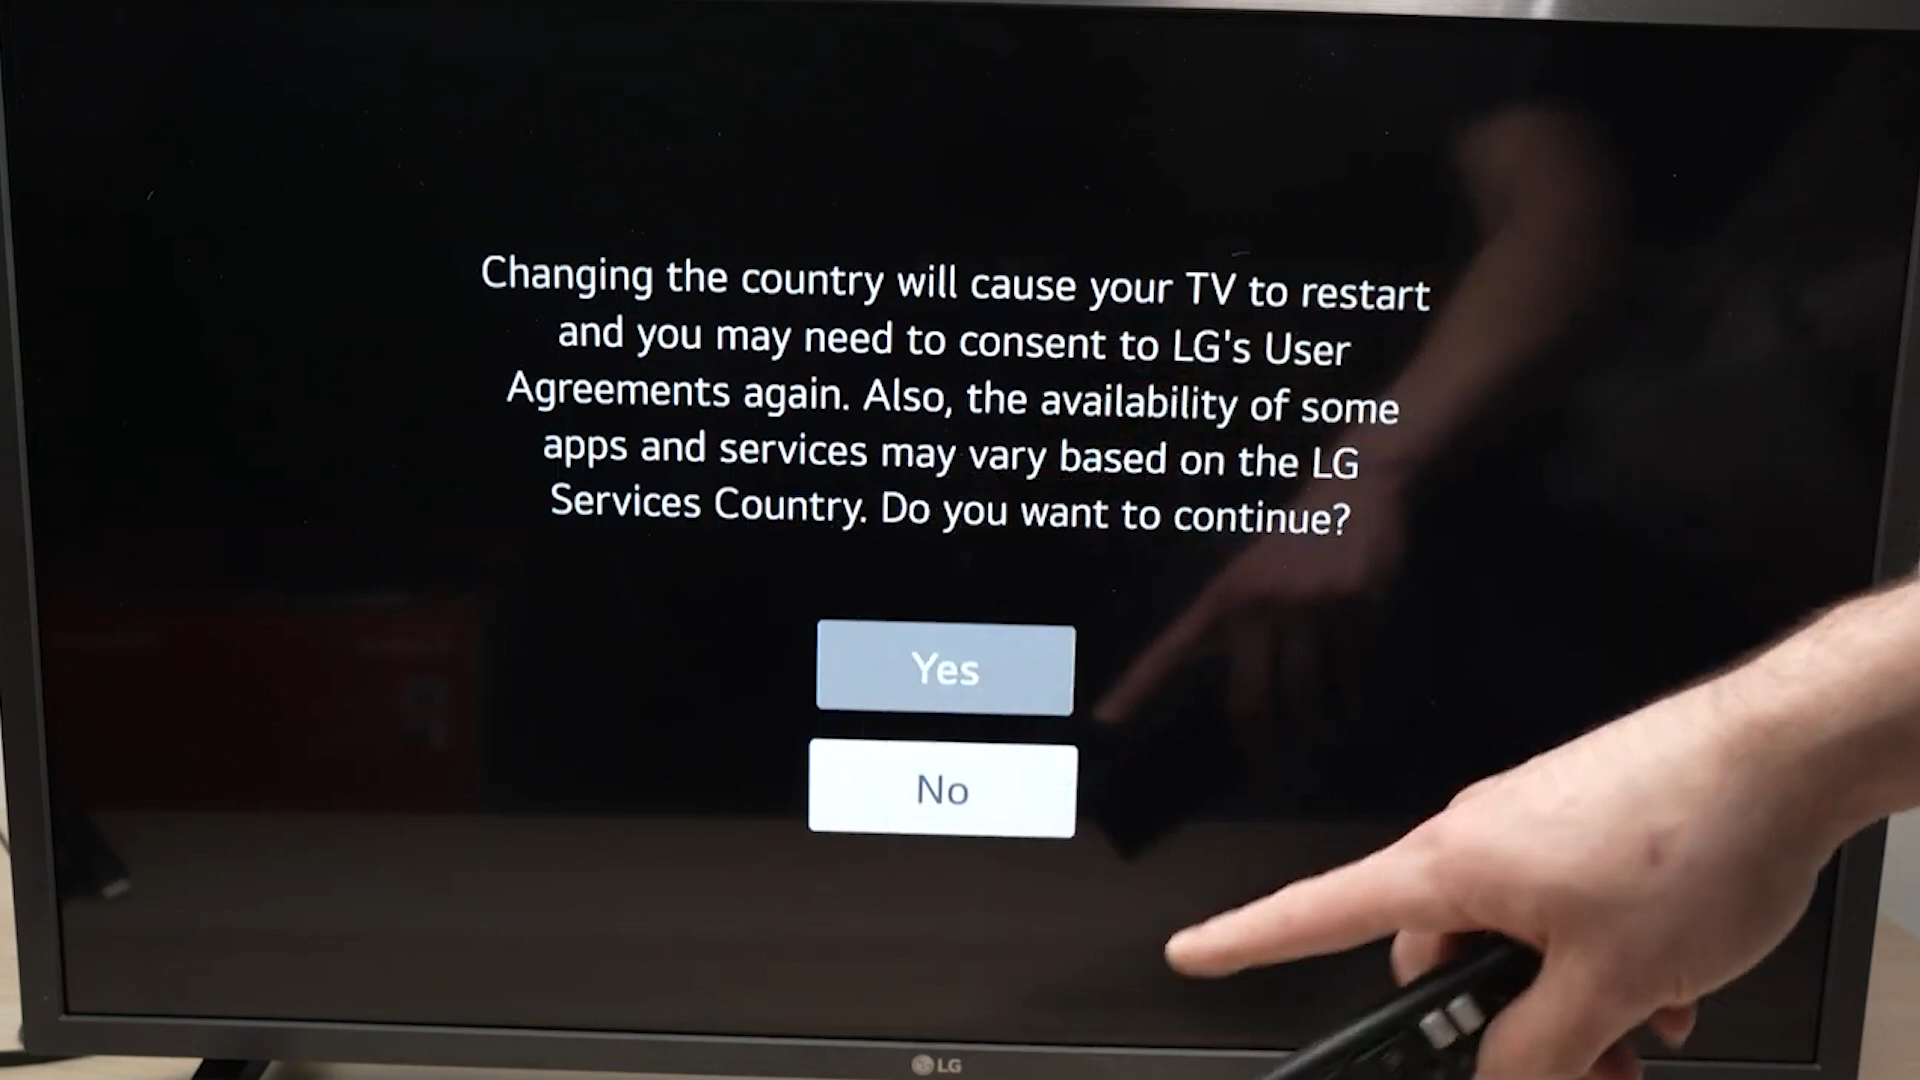 Changing the country will cause your TV to restart
and you may need to consent to LG's User
Agreements again. Also, the availability of some
apps and services may vary based on the LG
Services Country. Do you want to continue?
Yes
No
LG